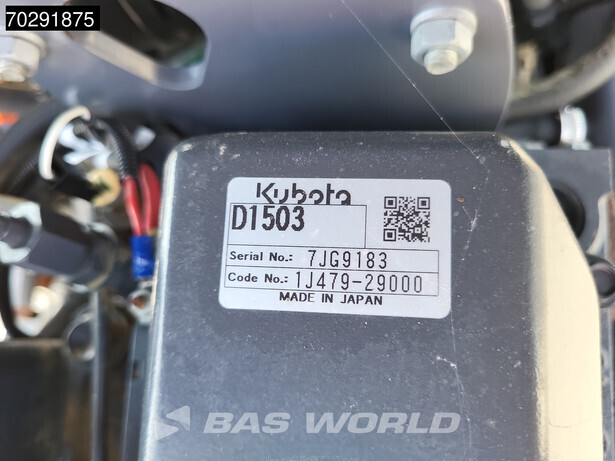 70291875
Kubota
D1503
Serial No.: 7JG9183
Code No.: 1J479-29000
MADE IN JAPAN
BAS WORLD